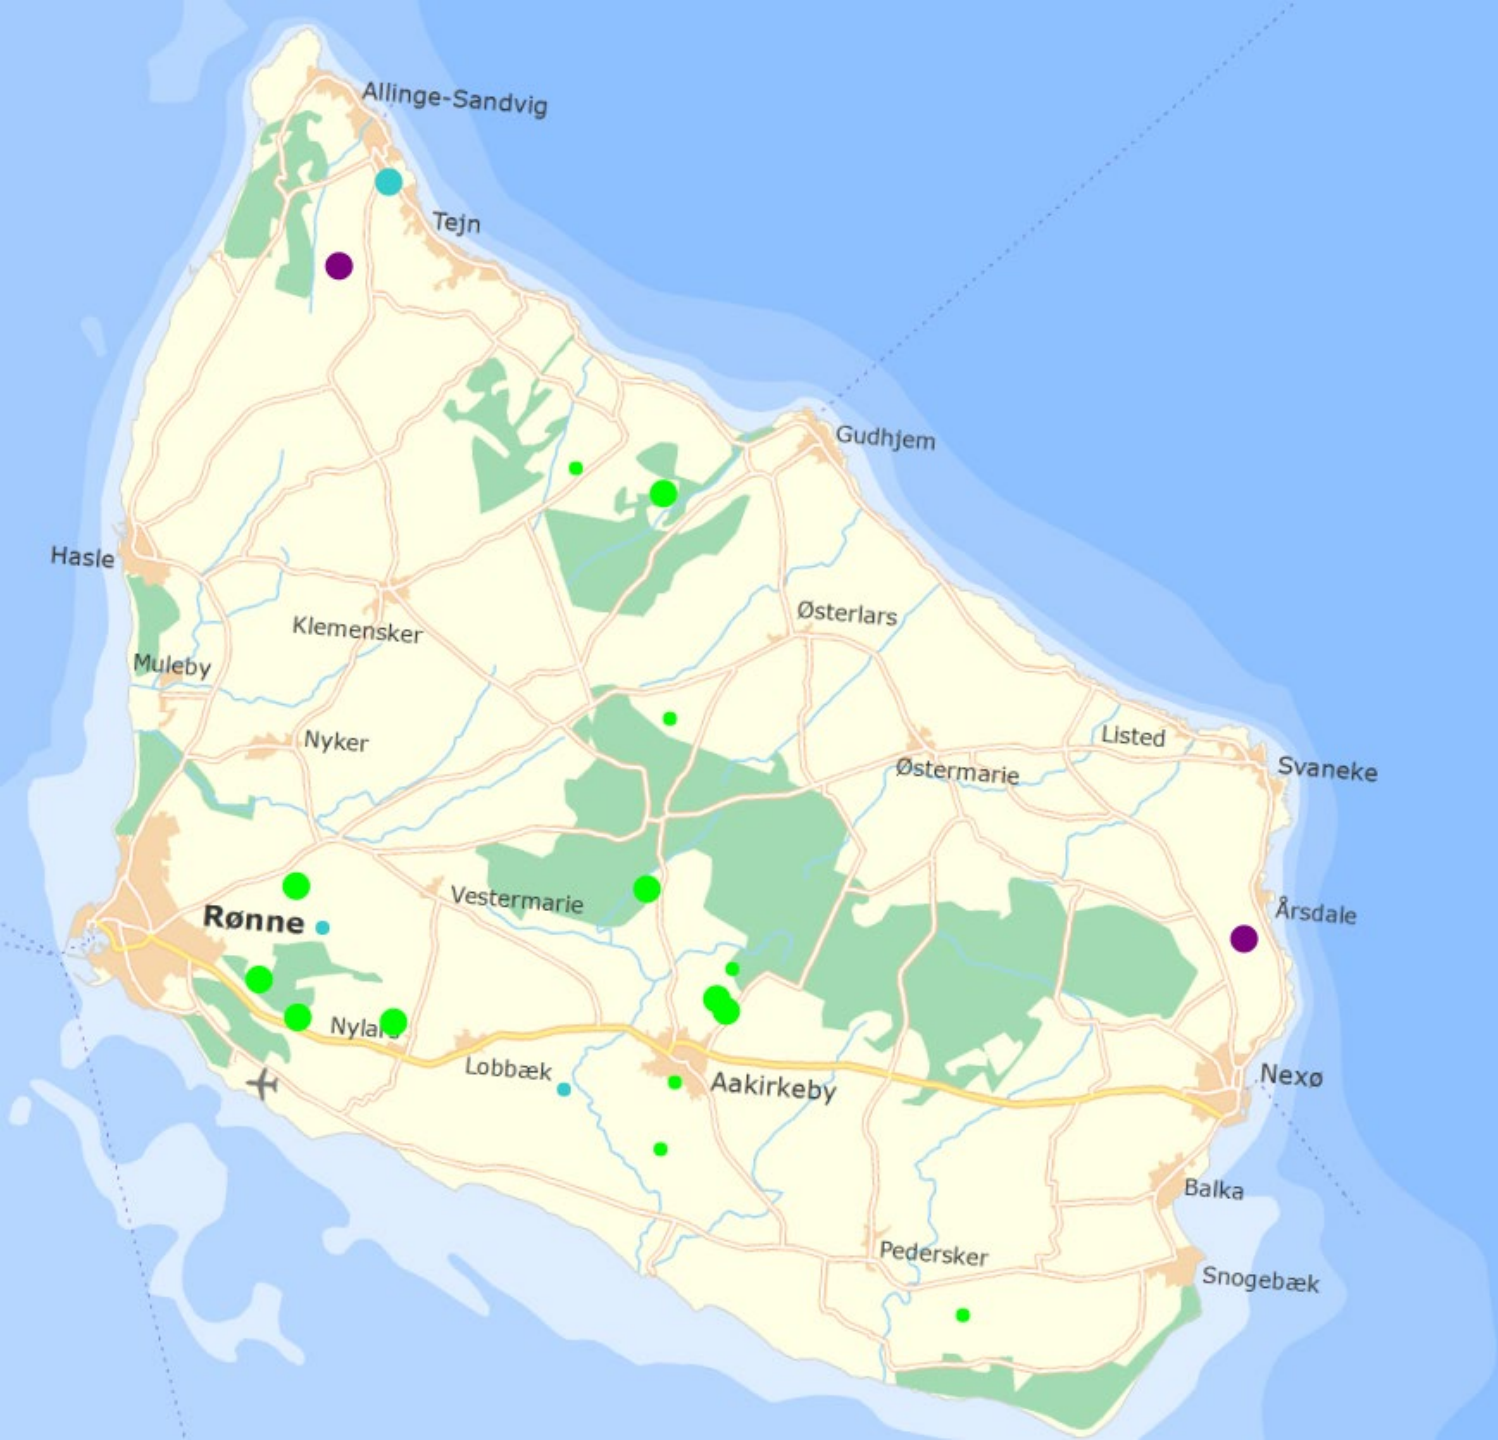 Allinge-Sandvig
Tejn
Gudhjem
Hasle
Klemensker
Østerlars
Muleby
Nyker
Listed
Østermarie
Svaneke
Vestermarie
Rønne
Årsdale
Nylars
Lobbæk
Aakirkeby
Nexø
Balka
Pedersker
Snogebæk